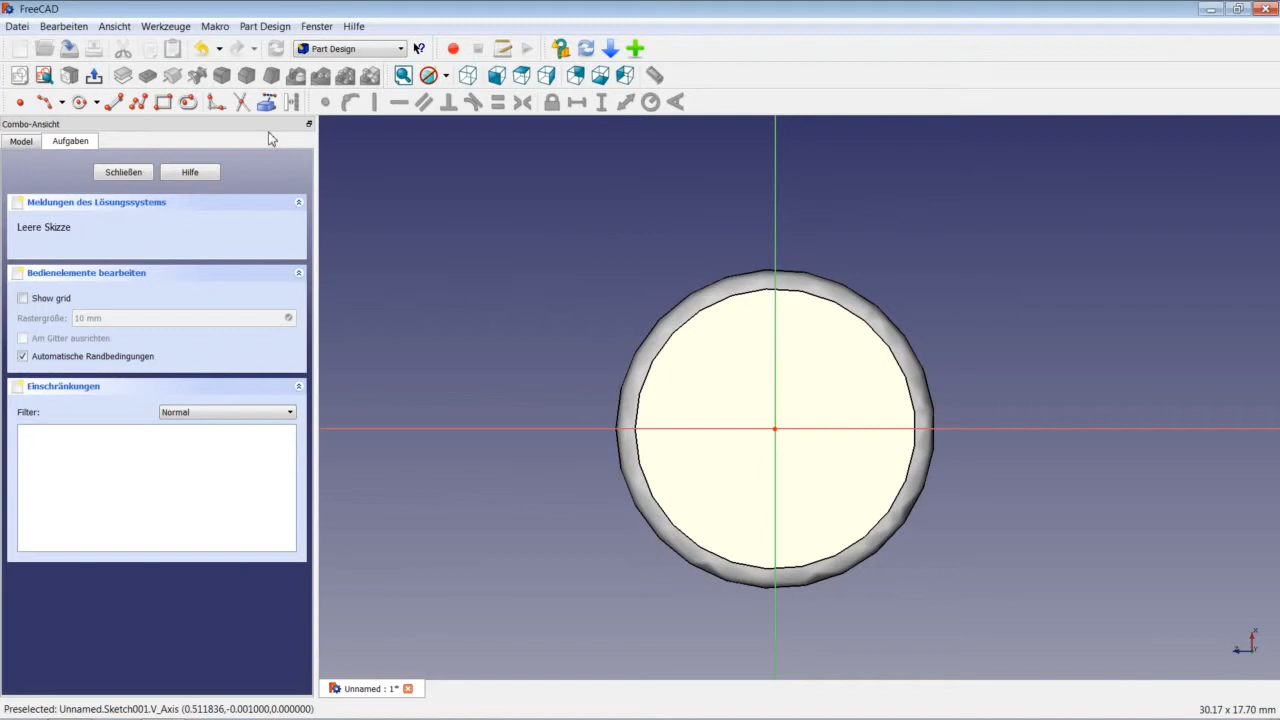 FreeCAD
Datei Bearbeiten Ansicht Werkzeuge Makro Part Design Fenster Hilfe
Part Design
Combo-Ansicht
Model Aufgaben
Schließen Hilfe
Meldungen des Lösungssystems
Leere Skizze
Bedienelemente bearbeiten
Show grid
Rastergröße: 10 mm
Am Gitter ausrichten
Automatische Randbedingungen
Einschränkungen
Filter: Normal
Unnamed : 1*
Preselected: Unnamed.Sketch001.V_Axis (0.511836,-0.001000,0.000000) 30.17 x 17.70 mm